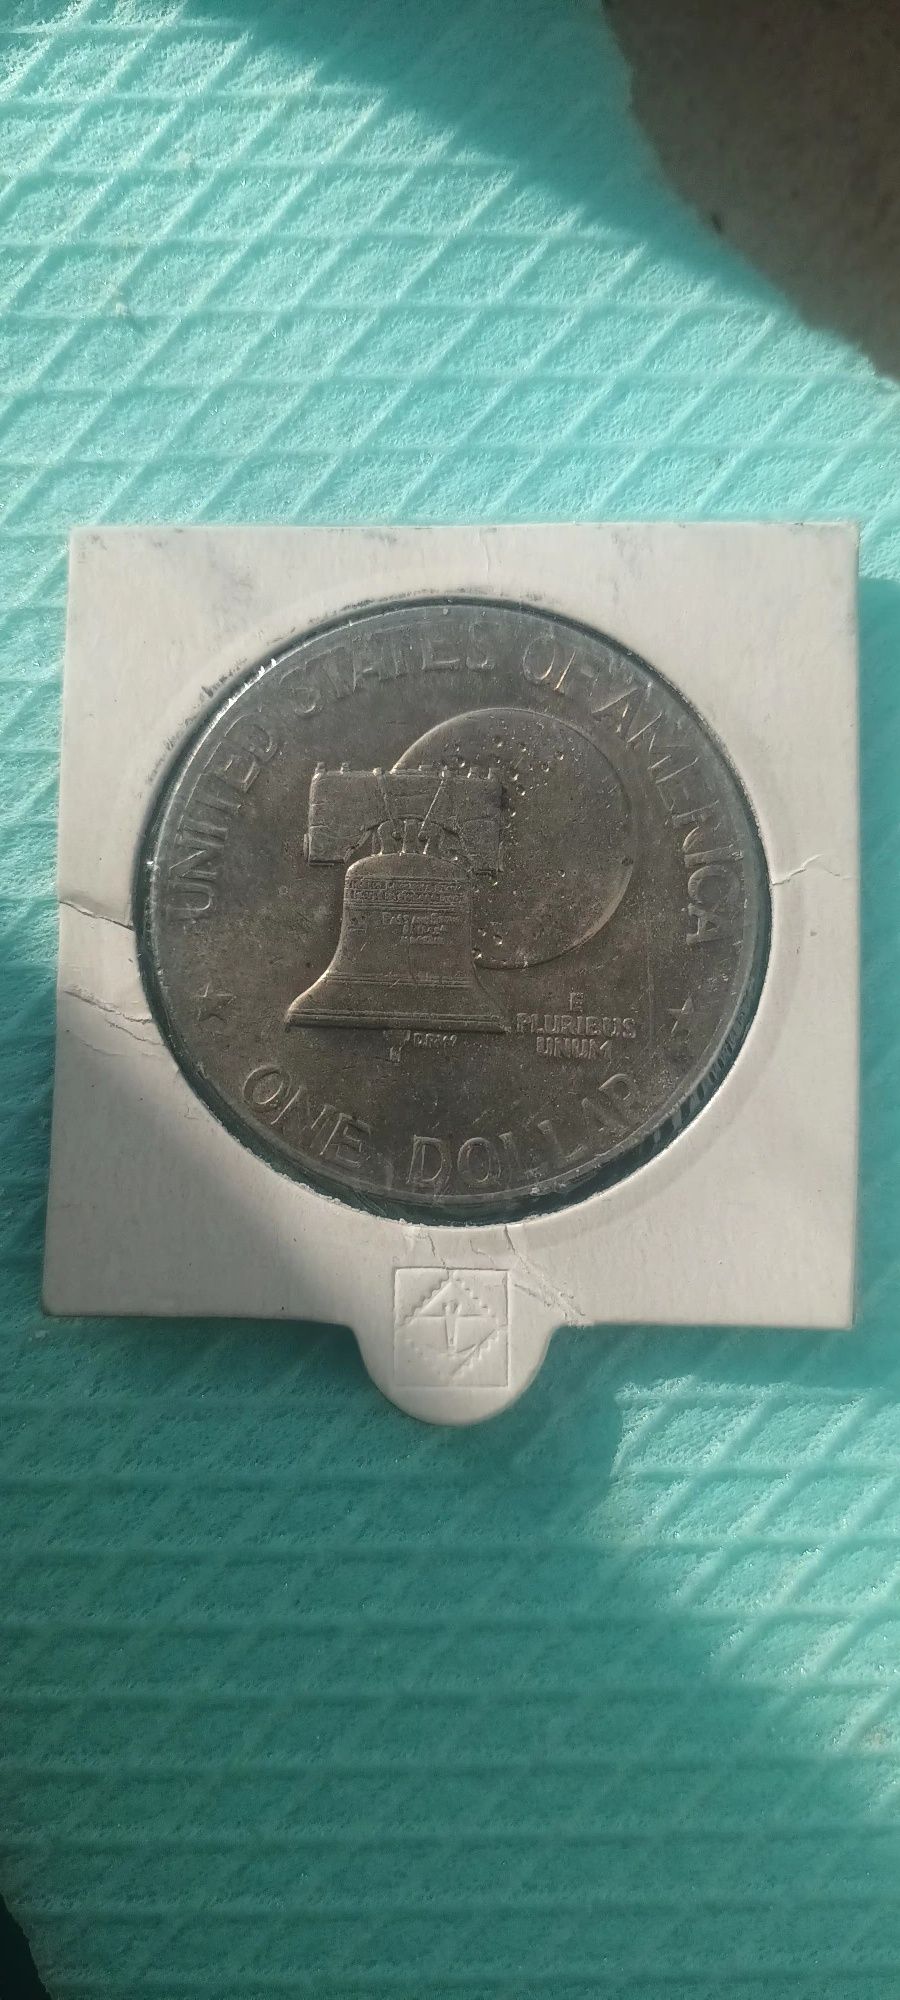 UNITED STATES OF AMERICA
E
PLURIBUS
UNUM
ONE DOLLAR